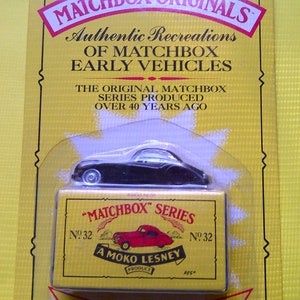 MATCHBOX ORIGINALS
Authentic Recreations
OF MATCHBOX
EARLY VEHICLES
THE ORIGINAL MATCHBOX
SERIES PRODUCED
OVER 40 YEARS AGO
"MATCHBOX" SERIES
No 32
No 32
A MOKO LESNEY
PRODUCT